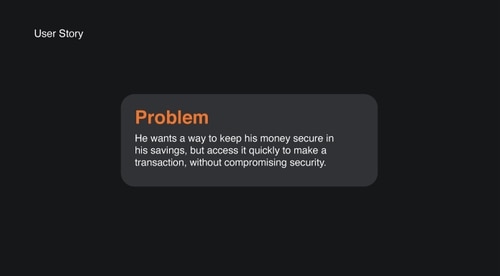 User Story
Problem
He wants a way to keep his money secure in
his savings, but access it quickly to make a
transaction, without compromising security.